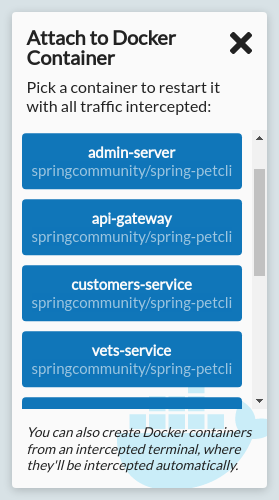 Attach to Docker
Container
Pick a container to restart it
with all traffic intercepted:
admin-server
springcommunity/spring-petcli
api-gateway
springcommunity/spring-petcli
customers-service
springcommunity/spring-petcli
vets-service
springcommunity/spring-petcli
You can also create Docker containers
from an intercepted terminal, where
they'll be intercepted automatically.